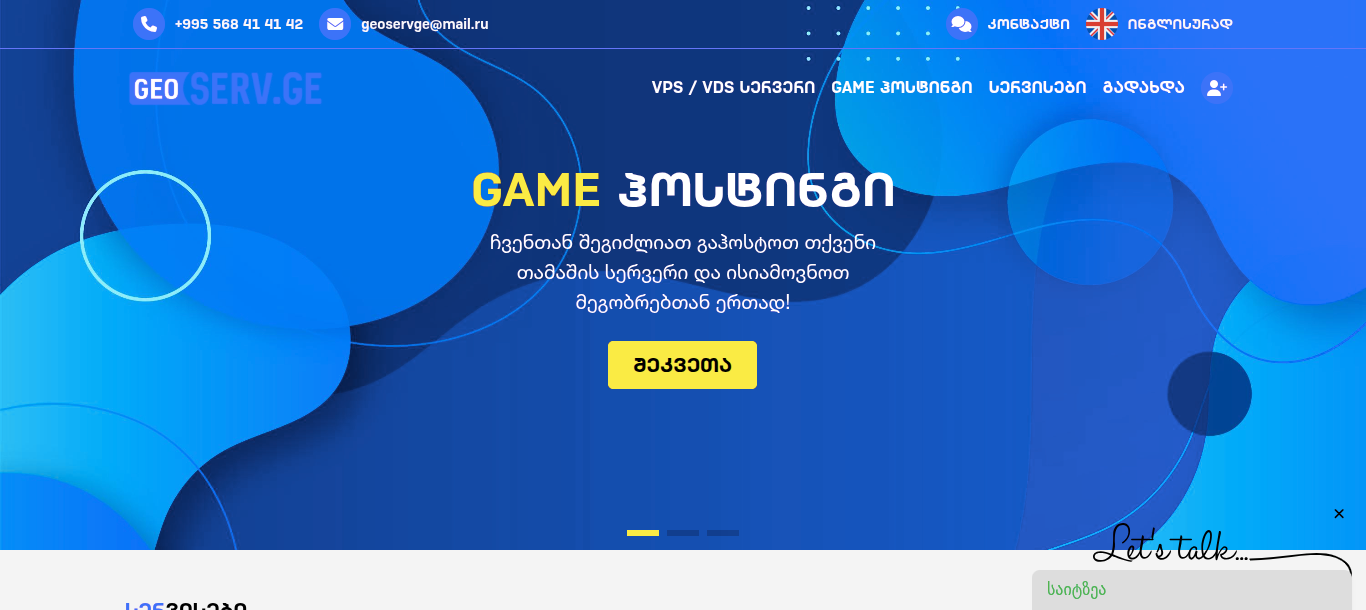 +995 568 41 41 42
geoservge@mail.ru
კონტაქტი
ინგლისურად
GEO SERV.GE
VPS / VDS სერვერი
GAME ჰოსტინგი
სერვისები
გადახდა
GAME ჰოსტინგი
ჩვენთან შეგიძლიათ გაჰოსტოთ თქვენი
თამაშის სერვერი და ისიამოვნოთ
მეგობრებთან ერთად!
შეკვეთა
Let's talk...
საიტზეა
სერვისები